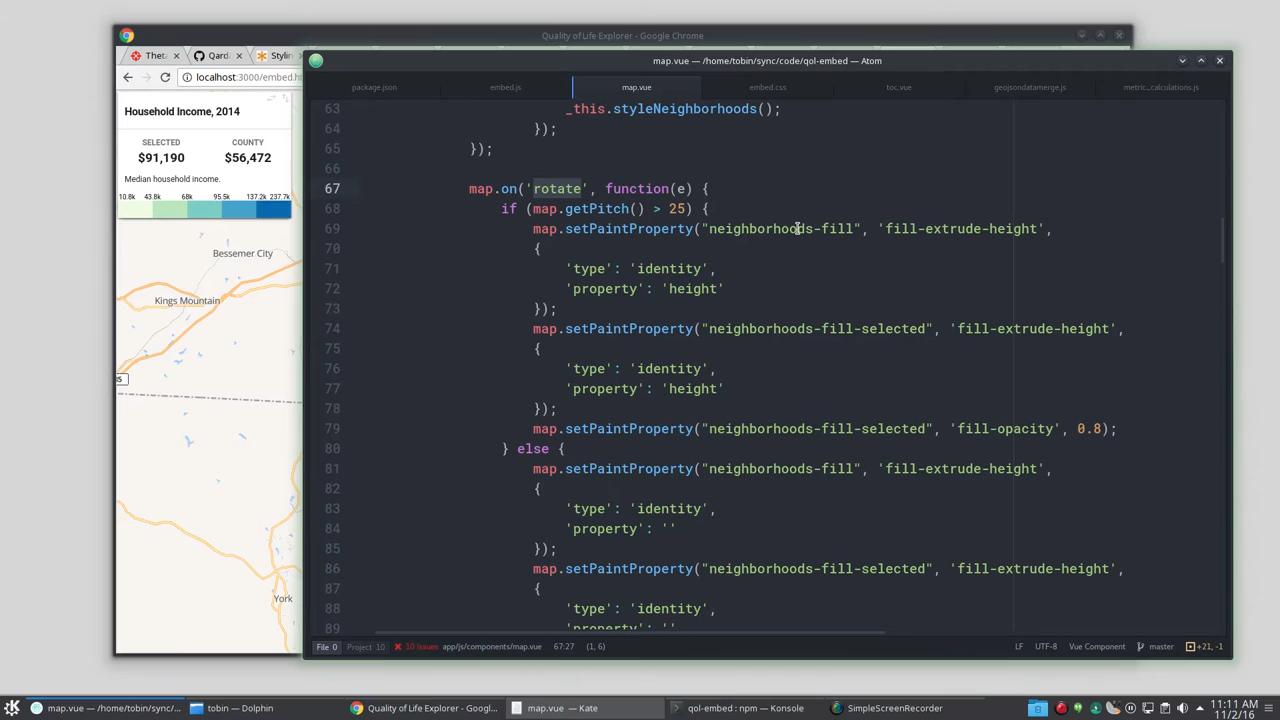 Quality of Life Explorer - Google Chrome
Theta
Qard
Stylin
localhost:3000/embed.h
map.vue — /home/tobin/sync/code/qol-embed — Atom
package.json
embed.js
map.vue
embed.css
toc.vue
geojsondatamerge.js
metric_calculations.js
Household Income, 2014
SELECTED COUNTY
$91,190 $56,472
Median household income.
10.8k 43.8k 68k 95.5k 137.2k 237.7k
Bessemer City
Kings Mountain
York
63 _this.styleNeighborhoods();
64 });
65 });
66
67 map.on('rotate', function(e) {
68 if (map.getPitch() > 25) {
69 map.setPaintProperty("neighborhoods-fill", 'fill-extrude-height',
70 {
71 'type': 'identity',
72 'property': 'height'
73 });
74 map.setPaintProperty("neighborhoods-fill-selected", 'fill-extrude-height',
75 {
76 'type': 'identity',
77 'property': 'height'
78 });
79 map.setPaintProperty("neighborhoods-fill-selected", 'fill-opacity', 0.8);
80 } else {
81 map.setPaintProperty("neighborhoods-fill", 'fill-extrude-height',
82 {
83 'type': 'identity',
84 'property': ''
85 });
86 map.setPaintProperty("neighborhoods-fill-selected", 'fill-extrude-height',
87 {
88 'type': 'identity',
89 'property': ''
File 0 Project 10 10 Issues app/js/components/map.vue 67:27 (1, 6) LF UTF-8 Vue Component master +21, -1
map.vue — /home/tobin/sync/...
tobin — Dolphin
Quality of Life Explorer - Google...
map.vue — Kate
qol-embed : npm — Konsole
SimpleScreenRecorder
11:11 AM
11/2/16